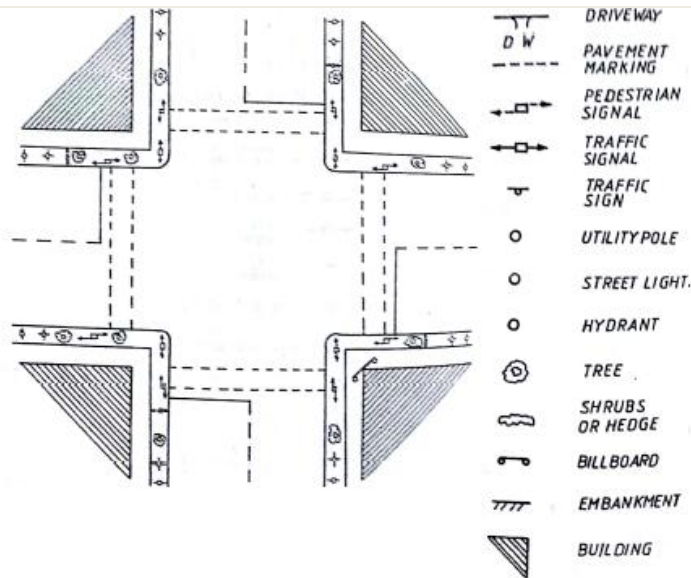 DRIVEWAY
D W
PAVEMENT
MARKING
PEDESTRIAN
SIGNAL
TRAFFIC
SIGNAL
TRAFFIC
SIGN
UTILITY POLE
STREET LIGHT.
HYDRANT
TREE
SHRUBS
OR HEDGE
BILLBOARD
EMBANKMENT
BUILDING